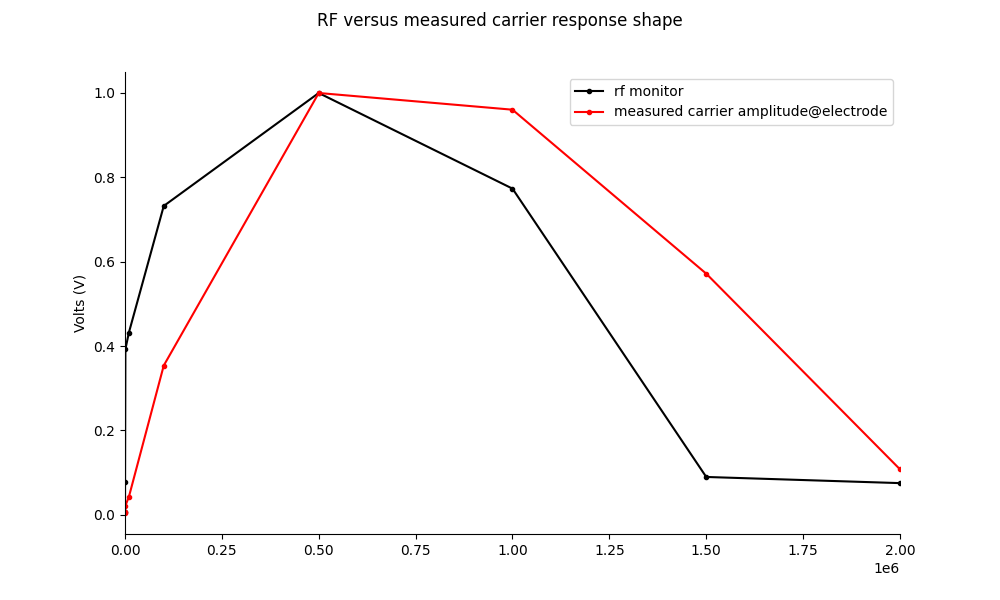 RF versus measured carrier response shape
rf monitor
measured carrier amplitude@electrode
Volts (V)
1.0
0.8
0.6
0.4
0.2
0.0
0.00 0.25 0.50 0.75 1.00 1.25 1.50 1.75 2.00
1e6